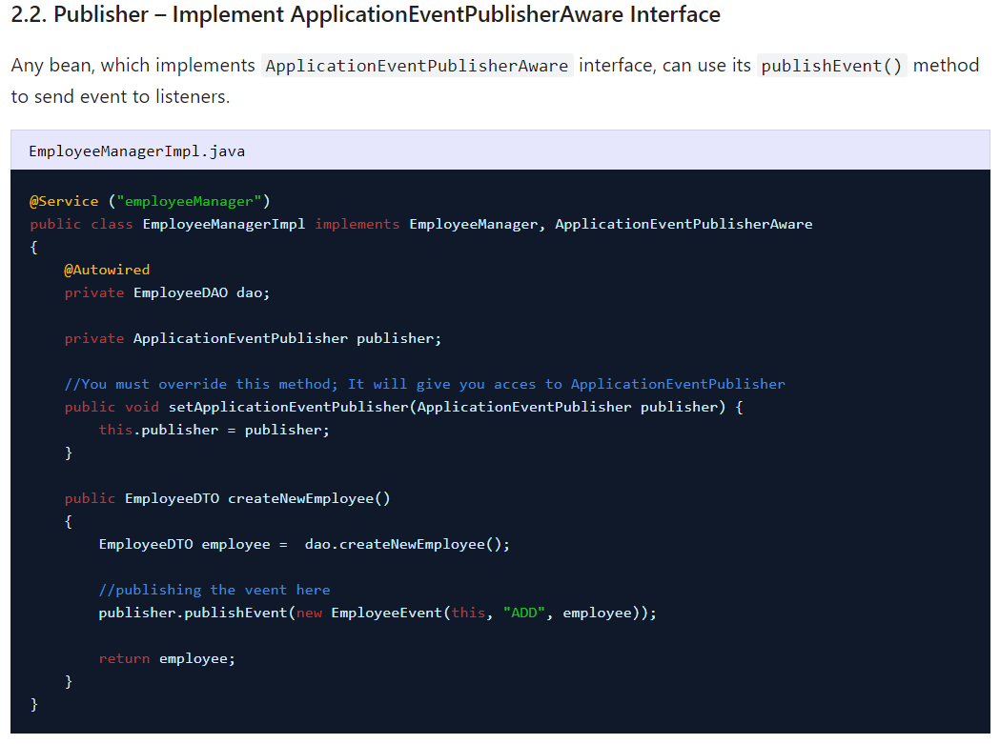 2.2. Publisher – Implement ApplicationEventPublisherAware Interface
Any bean, which implements ApplicationEventPublisherAware interface, can use its publishEvent() method
to send event to listeners.
EmployeeManagerImpl.java
@Service ("employeeManager")
public class EmployeeManagerImpl implements EmployeeManager, ApplicationEventPublisherAware
{
    @Autowired
    private EmployeeDAO dao;
    private ApplicationEventPublisher publisher;
    //You must override this method; It will give you acces to ApplicationEventPublisher
    public void setApplicationEventPublisher(ApplicationEventPublisher publisher) {
        this.publisher = publisher;
    }
    public EmployeeDTO createNewEmployee()
    {
        EmployeeDTO employee =  dao.createNewEmployee();
        //publishing the veent here
        publisher.publishEvent(new EmployeeEvent(this, "ADD", employee));
        return employee;
    }
}